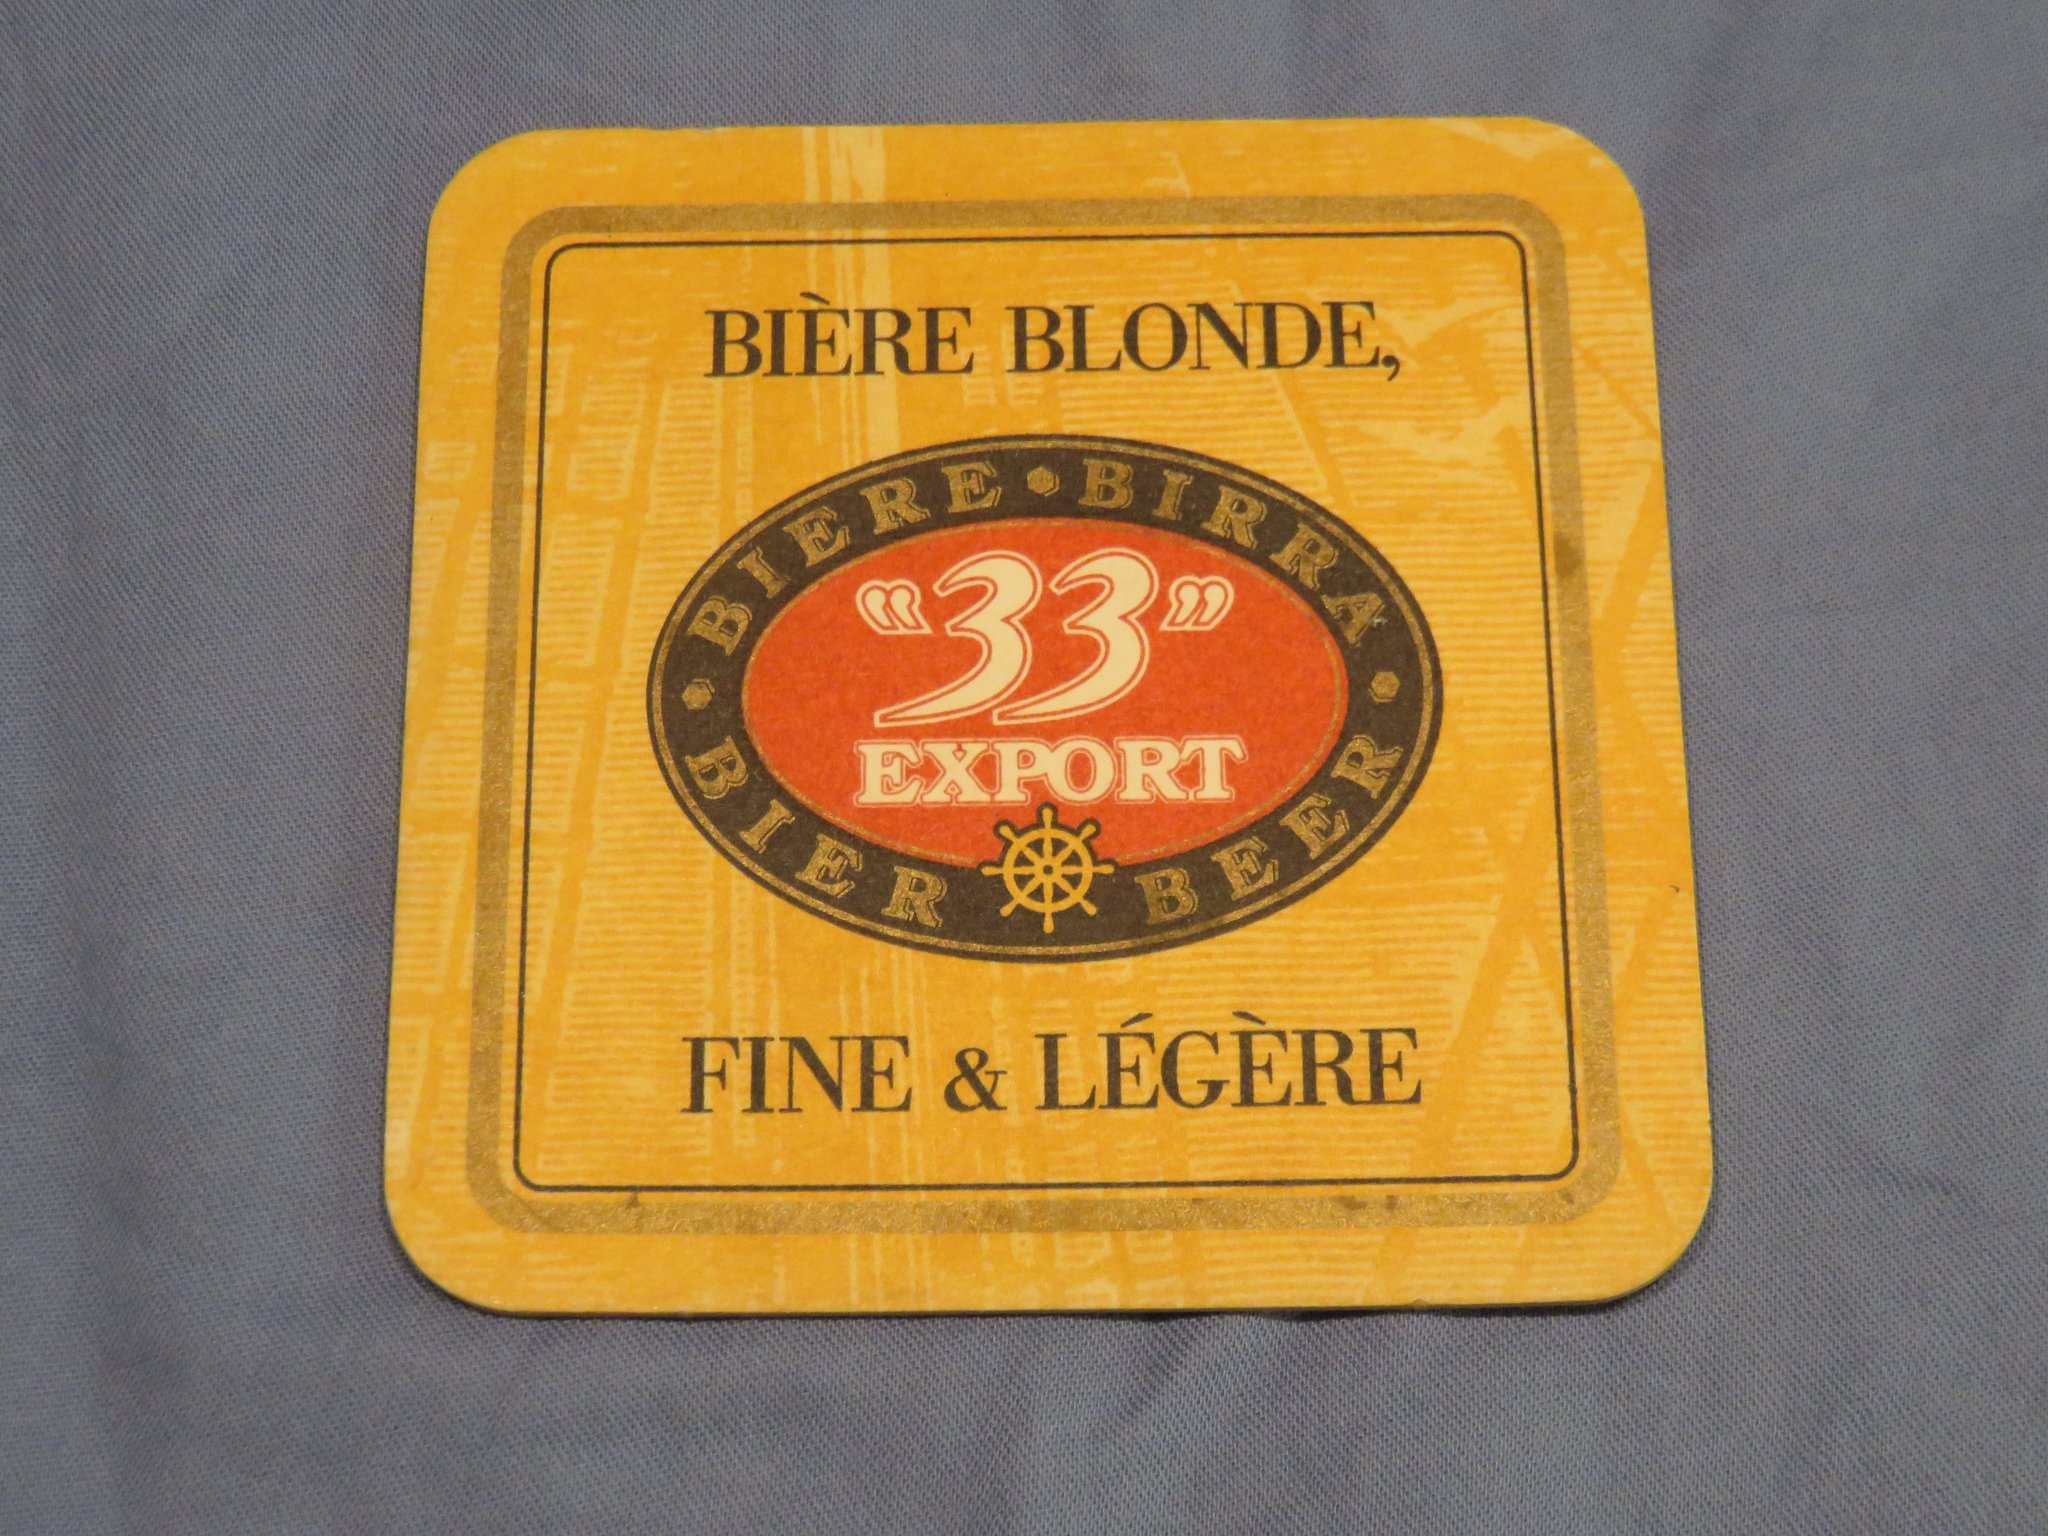 BIÈRE BLONDE,
BIERE • BIRRA
"33"
EXPORT
BIER BEER
FINE & LÉGÈRE